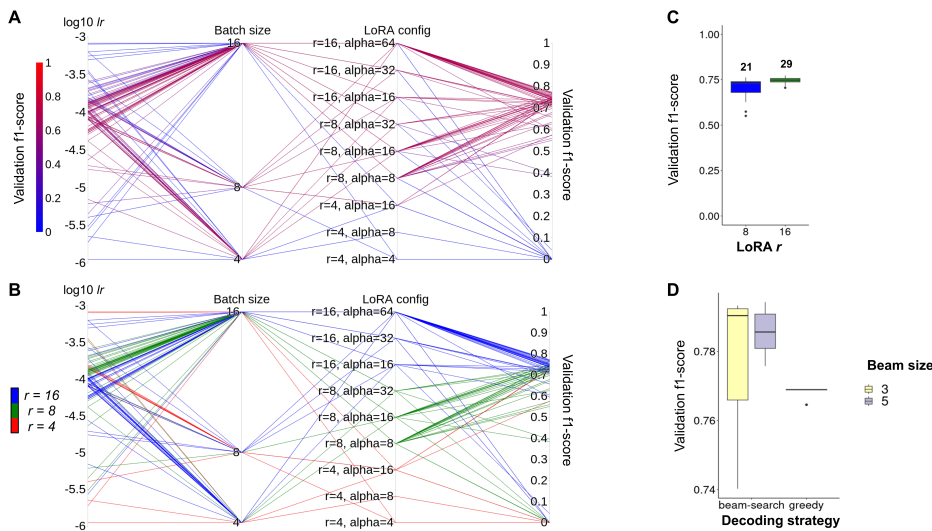 A
log10 lr
Batch size
LoRA config
-3
-3.5
-4
-4.5
-5
-5.5
-6
Validation f1-score
1
0.8
0.6
0.4
0.2
0
16
8
4
r=16, alpha=64
r=16, alpha=32
r=16, alpha=16
r=8, alpha=32
r=8, alpha=16
r=8, alpha=8
r=4, alpha=16
r=4, alpha=8
r=4, alpha=4
1
0.9
0.8
0.7
0.6
0.5
0.4
0.3
0.2
0.1
0
Validation f1-score
B
log10 lr
Batch size
LoRA config
-3
-3.5
-4
-4.5
-5
-5.5
-6
r = 16
r = 8
r = 4
16
8
4
r=16, alpha=64
r=16, alpha=32
r=16, alpha=16
r=8, alpha=32
r=8, alpha=16
r=8, alpha=8
r=4, alpha=16
r=4, alpha=8
r=4, alpha=4
1
0.9
0.8
0.7
0.6
0.5
0.4
0.3
0.2
0.1
0
Validation f1-score
C
Validation f1-score
1.00
0.75
0.50
0.25
0.00
21
29
8 16
LoRA r
D
Validation f1-score
0.78
0.76
0.74
beam-search greedy
Decoding strategy
Beam size
3
5